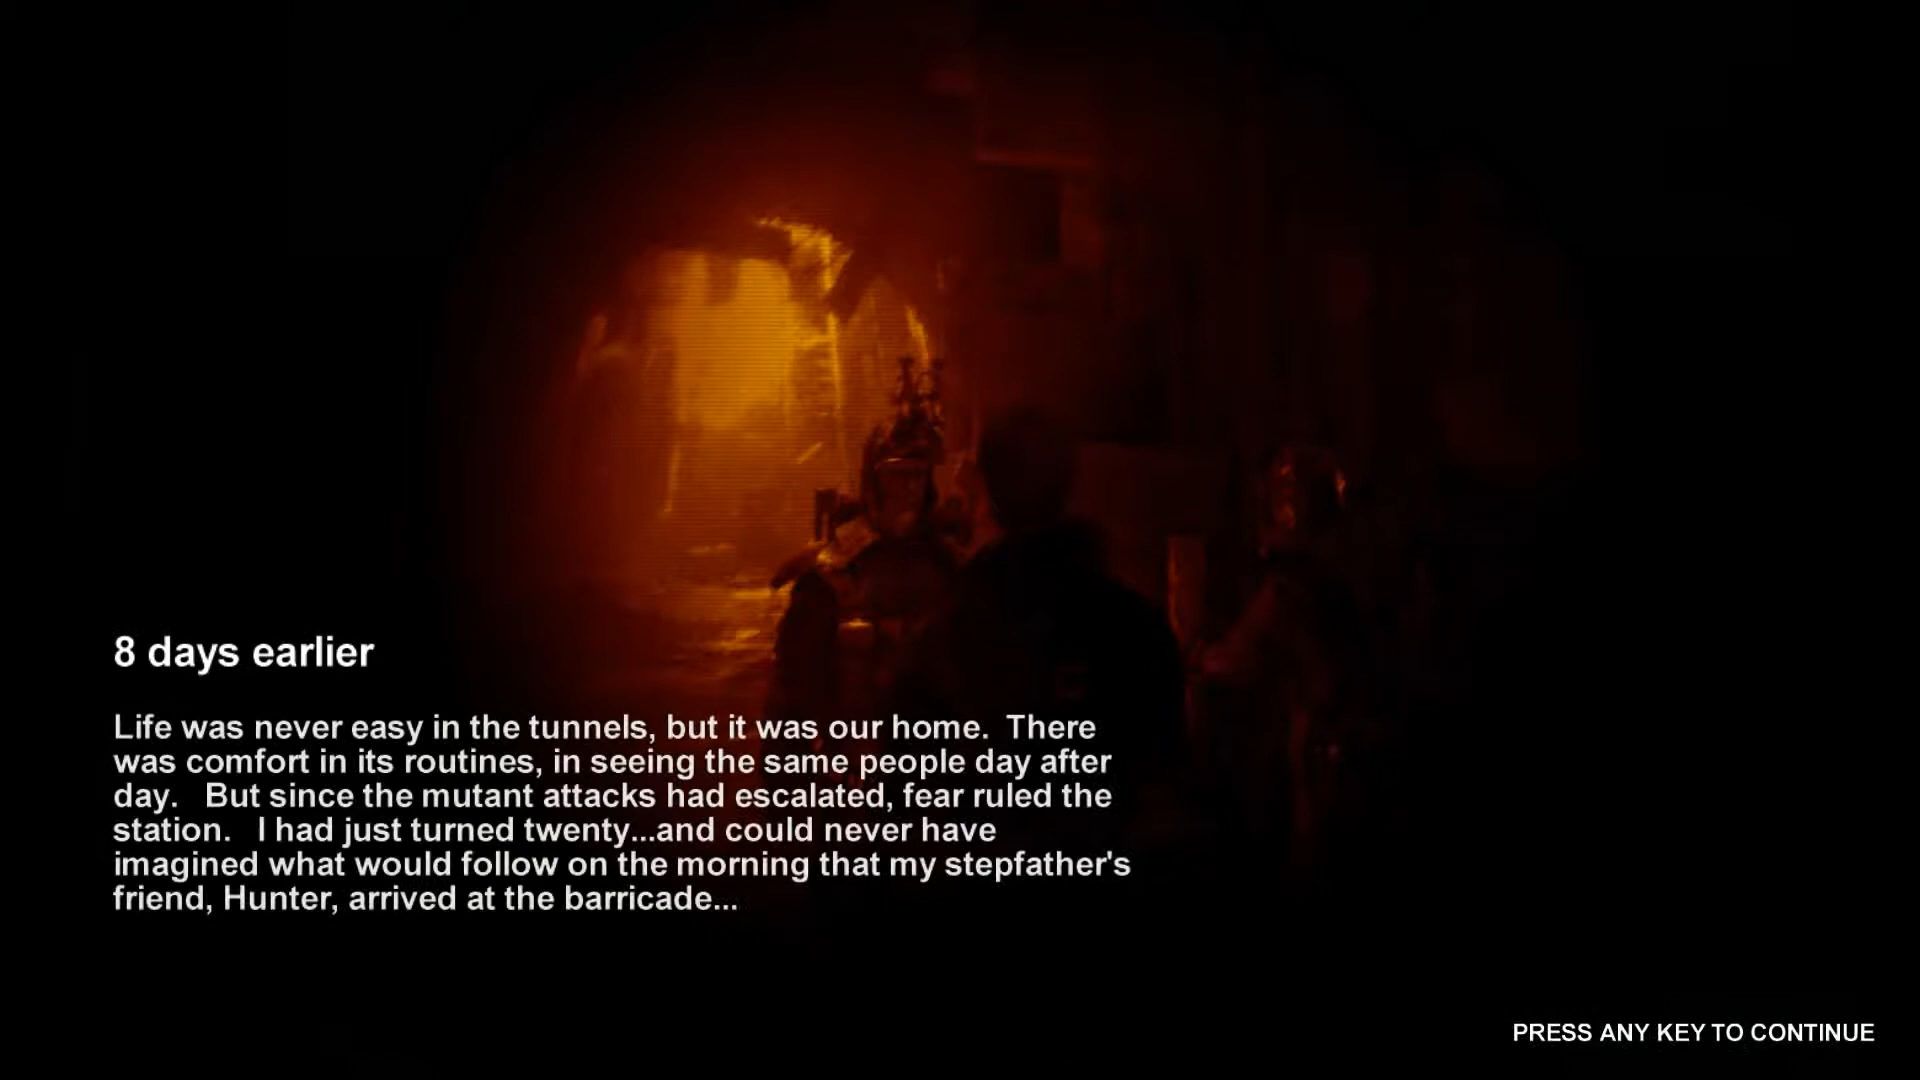 8 days earlier
Life was never easy in the tunnels, but it was our home.  There
was comfort in its routines, in seeing the same people day after
day.   But since the mutant attacks had escalated, fear ruled the
station.   I had just turned twenty...and could never have
imagined what would follow on the morning that my stepfather's
friend, Hunter, arrived at the barricade...
PRESS ANY KEY TO CONTINUE